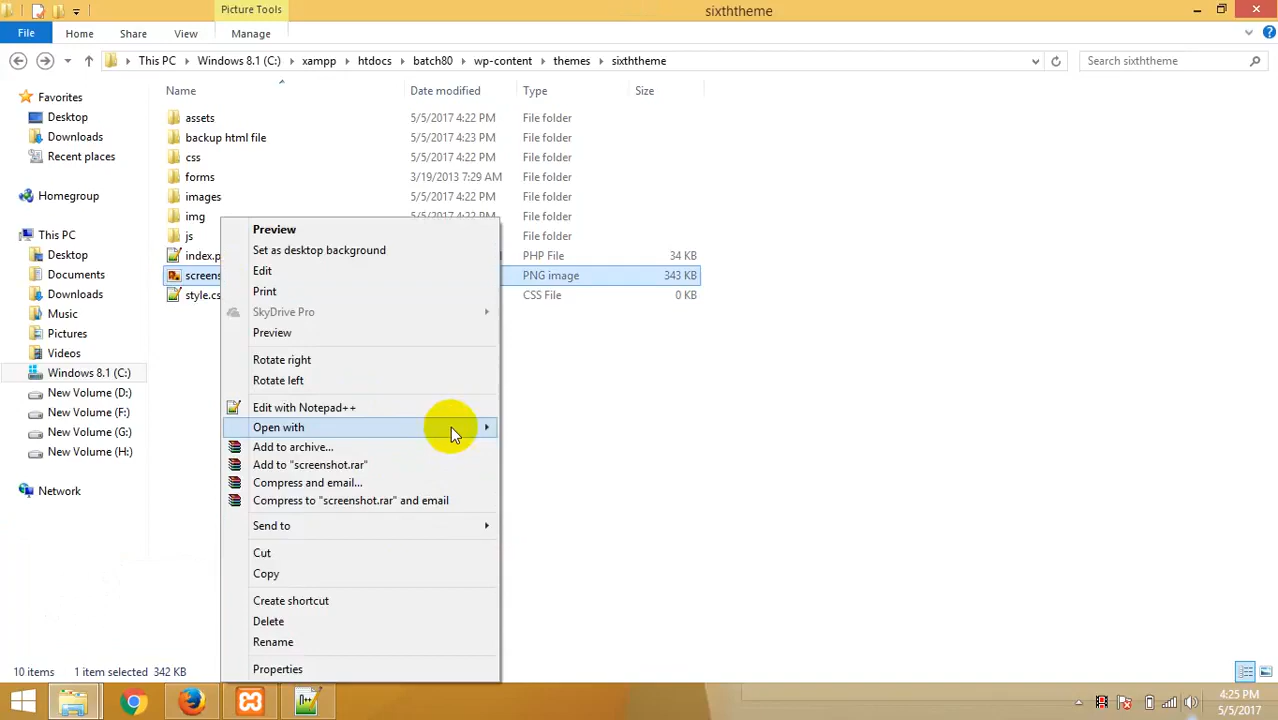 Picture Tools
sixththeme
File
Home
Share
View
Manage
This PC
Windows 8.1 (C:)
xampp
htdocs
batch80
wp-content
themes
sixththeme
Search sixththeme
Name
Date modified
Type
Size
Favorites
Desktop
Downloads
Recent places
Homegroup
This PC
Desktop
Documents
Downloads
Music
Pictures
Videos
Windows 8.1 (C:)
New Volume (D:)
New Volume (F:)
New Volume (G:)
New Volume (H:)
Network
assets 5/5/2017 4:22 PM File folder
backup html file 5/5/2017 4:23 PM File folder
css 5/5/2017 4:22 PM File folder
forms 3/19/2013 7:29 AM File folder
images 5/5/2017 4:22 PM File folder
img 5/5/2017 4:22 PM File folder
js File folder
index.p PHP File 34 KB
screens PNG image 343 KB
style.cs CSS File 0 KB
Preview
Set as desktop background
Edit
Print
SkyDrive Pro
Preview
Rotate right
Rotate left
Edit with Notepad++
Open with
Add to archive...
Add to "screenshot.rar"
Compress and email...
Compress to "screenshot.rar" and email
Send to
Cut
Copy
Create shortcut
Delete
Rename
Properties
10 items
1 item selected 342 KB
4:25 PM
5/5/2017